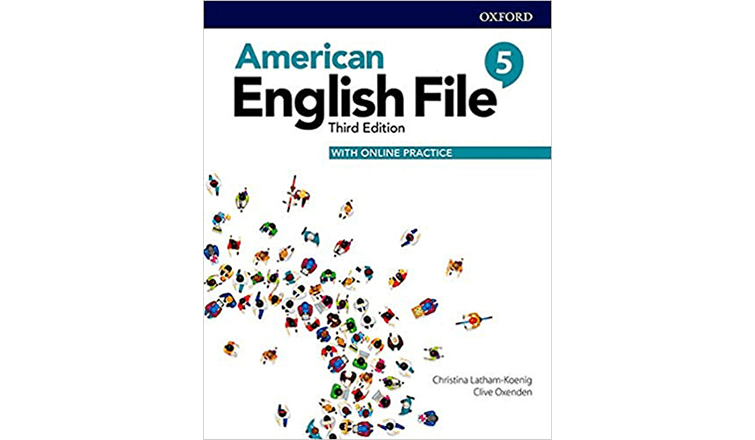 OXFORD
American
English File
5
Third Edition
WITH ONLINE PRACTICE
Christina Latham-Koenig
Clive Oxenden